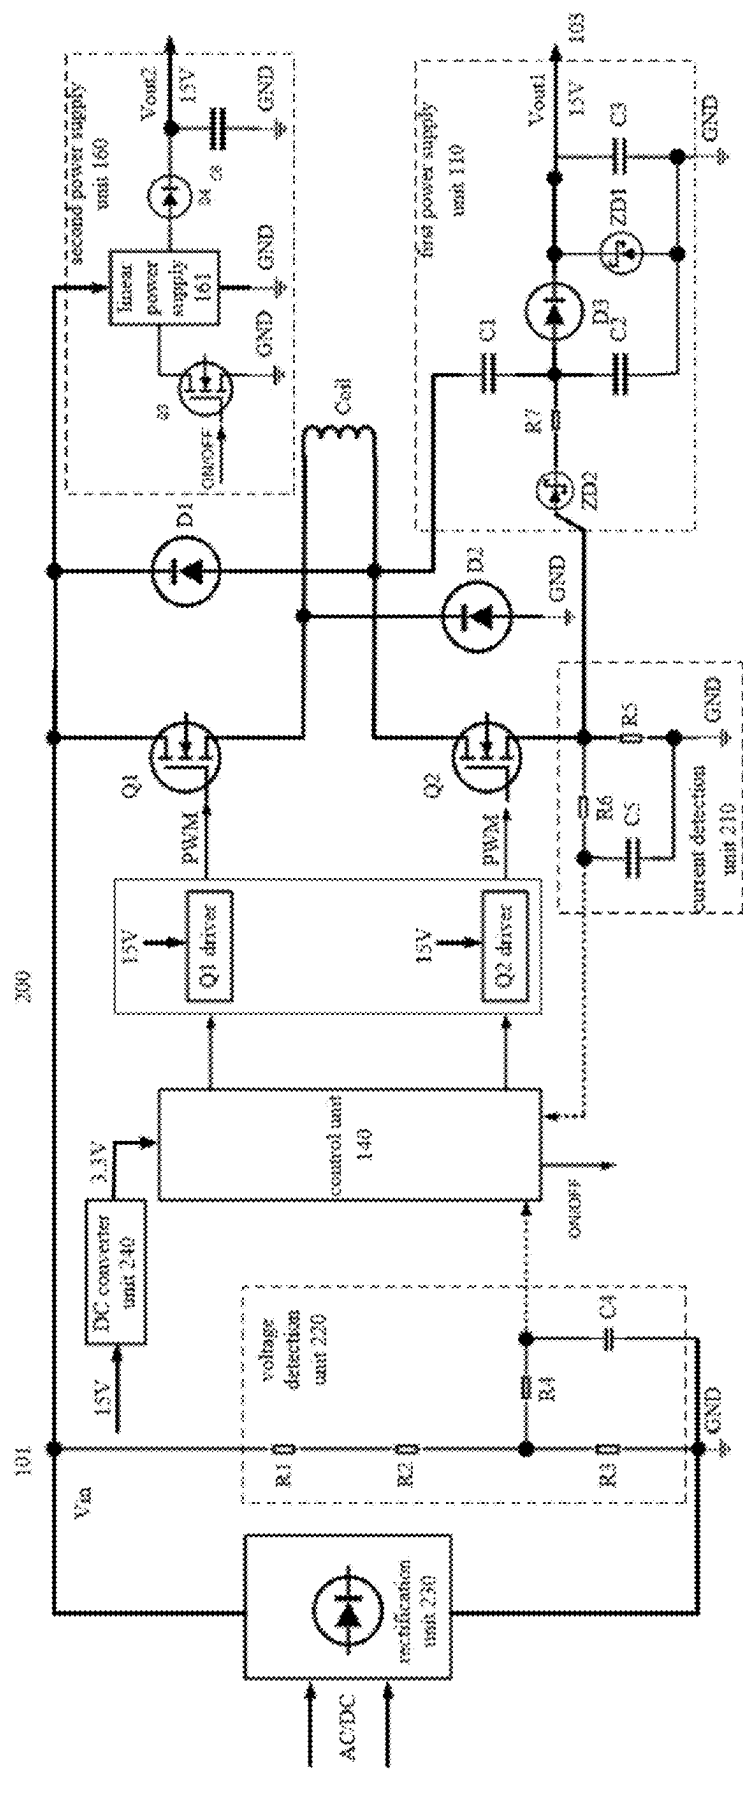 200
101
Vin
AC/DC
rectification
unit 230
voltage
detection
unit 220
R1
R2
R3
R4
C4
GND
15V
DC converter
unit 240
3.3V
control unit
140
ON/OFF
15V
Q1 driver
15V
Q2 driver
PWM
PWM
Q1
Q2
current detection
unit 210
R5
R6
C5
GND
D1
D2
GND
Coil
second power supply
unit 160
linear
power
supply
161
ON/OFF
GND
GND
GND
Vout2
15V
first power supply
unit 110
ZD2
R7
C1
C2
D3
ZD1
C3
GND
Vout1
15V
103